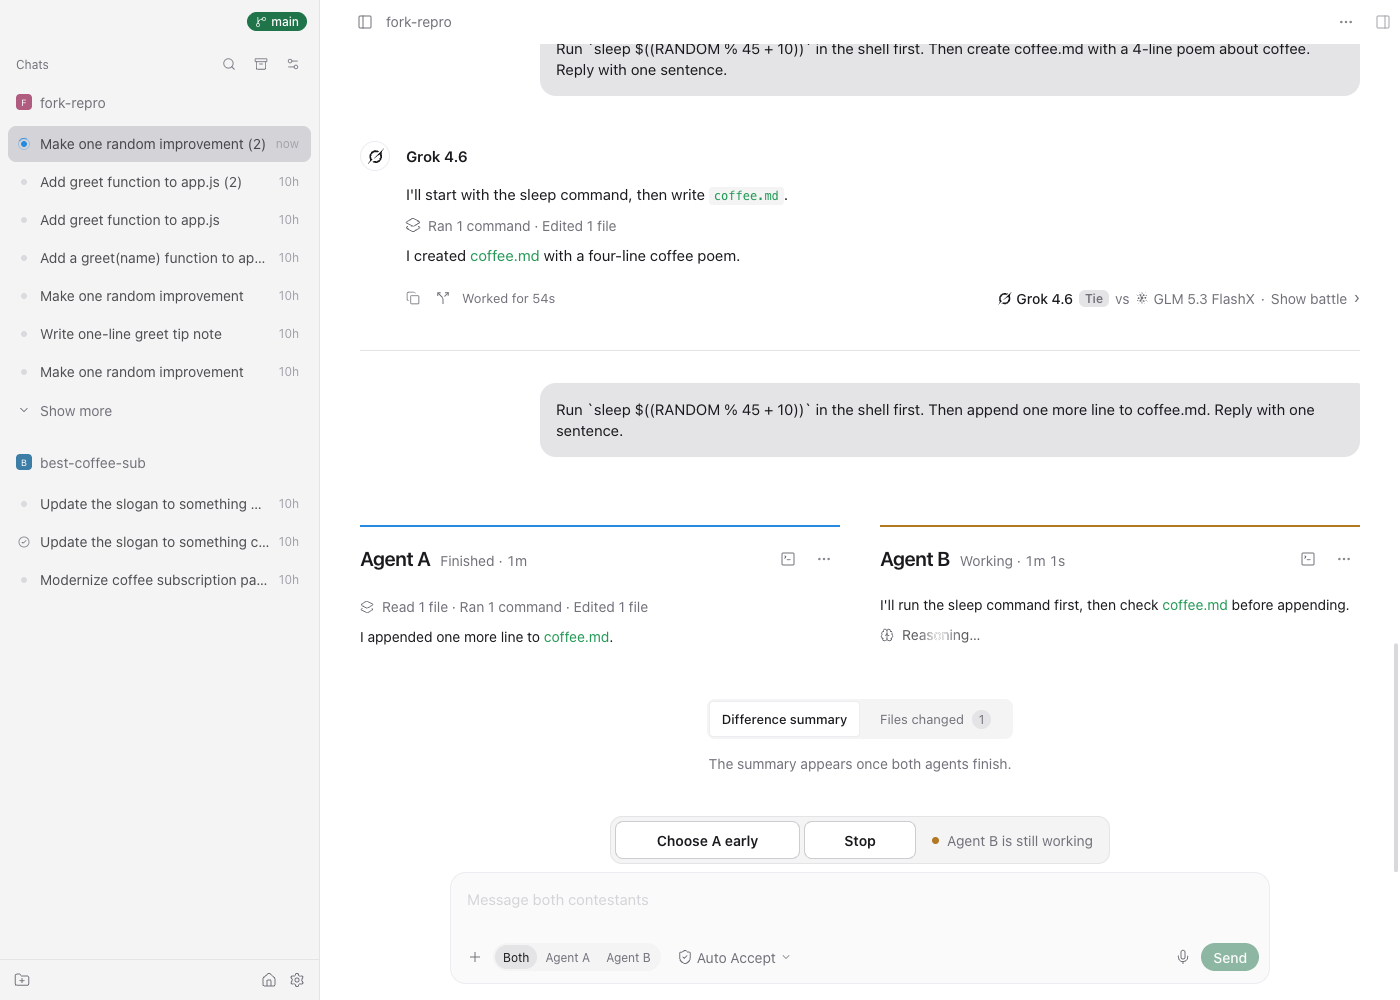 main
fork-repro
Chats
F fork-repro
Make one random improvement (2) now
Add greet function to app.js (2) 10h
Add greet function to app.js 10h
Add a greet(name) function to ap... 10h
Make one random improvement 10h
Write one-line greet tip note 10h
Make one random improvement 10h
Show more
B best-coffee-sub
Update the slogan to something ... 10h
Update the slogan to something c... 10h
Modernize coffee subscription pa... 10h
Run `sleep $((RANDOM % 45 + 10))` in the shell first. Then create coffee.md with a 4-line poem about coffee.
Reply with one sentence.
Grok 4.6
I'll start with the sleep command, then write coffee.md.
Ran 1 command · Edited 1 file
I created coffee.md with a four-line coffee poem.
Worked for 54s
Grok 4.6 Tie vs GLM 5.3 FlashX · Show battle
Run `sleep $((RANDOM % 45 + 10))` in the shell first. Then append one more line to coffee.md. Reply with one
sentence.
Agent A Finished · 1m
Read 1 file · Ran 1 command · Edited 1 file
I appended one more line to coffee.md.
Agent B Working · 1m 1s
I'll run the sleep command first, then check coffee.md before appending.
Reasoning...
Difference summary Files changed 1
The summary appears once both agents finish.
Choose A early Stop Agent B is still working
Message both contestants
Both Agent A Agent B Auto Accept Send